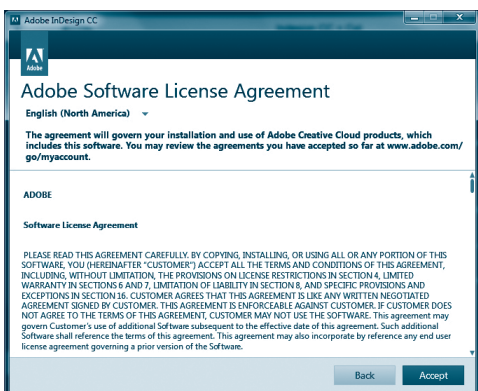 Adobe InDesign CC
Adobe
Adobe Software License Agreement
English (North America)
The agreement will govern your installation and use of Adobe Creative Cloud products, which
includes this software. You may review the agreements you have accepted so far at www.adobe.com/
go/myaccount.
ADOBE
Software License Agreement
PLEASE READ THIS AGREEMENT CAREFULLY. BY COPYING, INSTALLING, OR USING ALL OR ANY PORTION OF THIS
SOFTWARE, YOU (HEREINAFTER "CUSTOMER") ACCEPT ALL THE TERMS AND CONDITIONS OF THIS AGREEMENT,
INCLUDING, WITHOUT LIMITATION, THE PROVISIONS ON LICENSE RESTRICTIONS IN SECTION 4, LIMITED
WARRANTY IN SECTIONS 6 AND 7, LIMITATION OF LIABILITY IN SECTION 8, AND SPECIFIC PROVISIONS AND
EXCEPTIONS IN SECTION 16. CUSTOMER AGREES THAT THIS AGREEMENT IS LIKE ANY WRITTEN NEGOTIATED
AGREEMENT SIGNED BY CUSTOMER. THIS AGREEMENT IS ENFORCEABLE AGAINST CUSTOMER. IF CUSTOMER DOES
NOT AGREE TO THE TERMS OF THIS AGREEMENT, CUSTOMER MAY NOT USE THE SOFTWARE. This agreement may
govern Customer's use of additional Software subsequent to the effective date of this agreement. Such additional
Software shall reference the terms of this agreement. This agreement may also incorporate by reference any end user
license agreement governing a prior version of the Software.
Back Accept